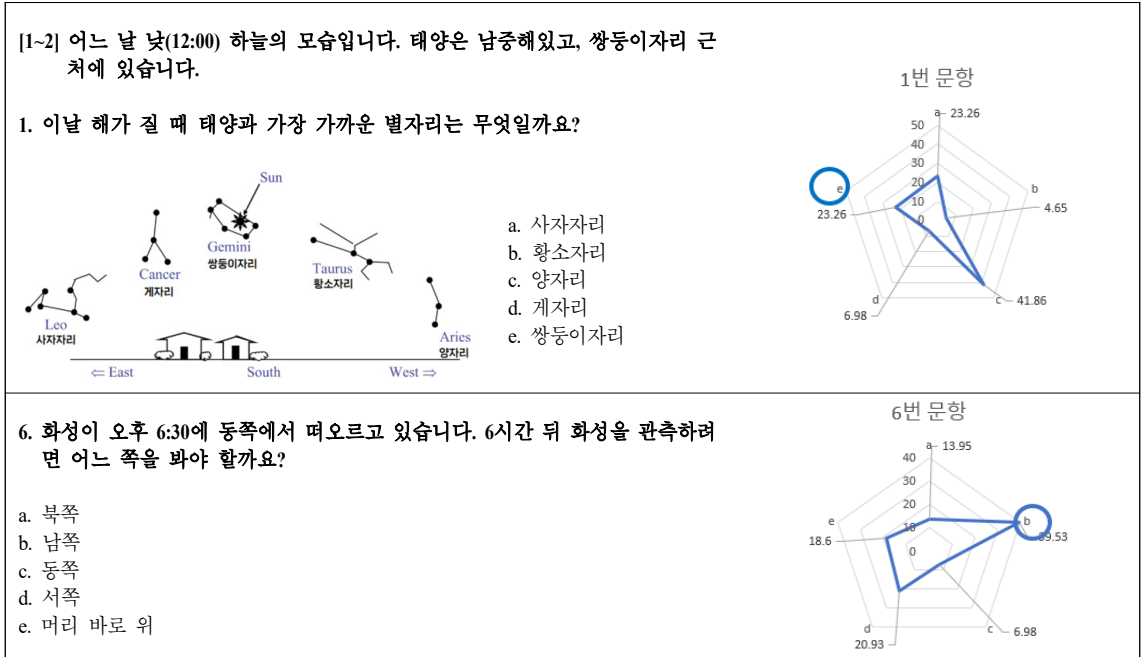 [1~2] 어느 날 낮(12:00) 하늘의 모습입니다. 태양은 남중해있고, 쌍둥이자리 근
처에 있습니다.
1. 이날 해가 질 때 태양과 가장 가까운 별자리는 무엇일까요?
Sun
Gemini
쌍둥이자리
Cancer
게자리
Taurus
황소자리
Leo
사자자리
Aries
양자리
⇐ East
South
West ⇒
a. 사자자리
b. 황소자리
c. 양자리
d. 게자리
e. 쌍둥이자리
1번 문항
a
23.26
50
40
30
20
10
0
b
4.65
c
41.86
d
6.98
e
23.26
6. 화성이 오후 6:30에 동쪽에서 떠오르고 있습니다. 6시간 뒤 화성을 관측하려
면 어느 쪽을 봐야 할까요?
a. 북쪽
b. 남쪽
c. 동쪽
d. 서쪽
e. 머리 바로 위
6번 문항
a
13.95
40
30
20
10
0
b
39.53
c
6.98
d
20.93
e
18.6